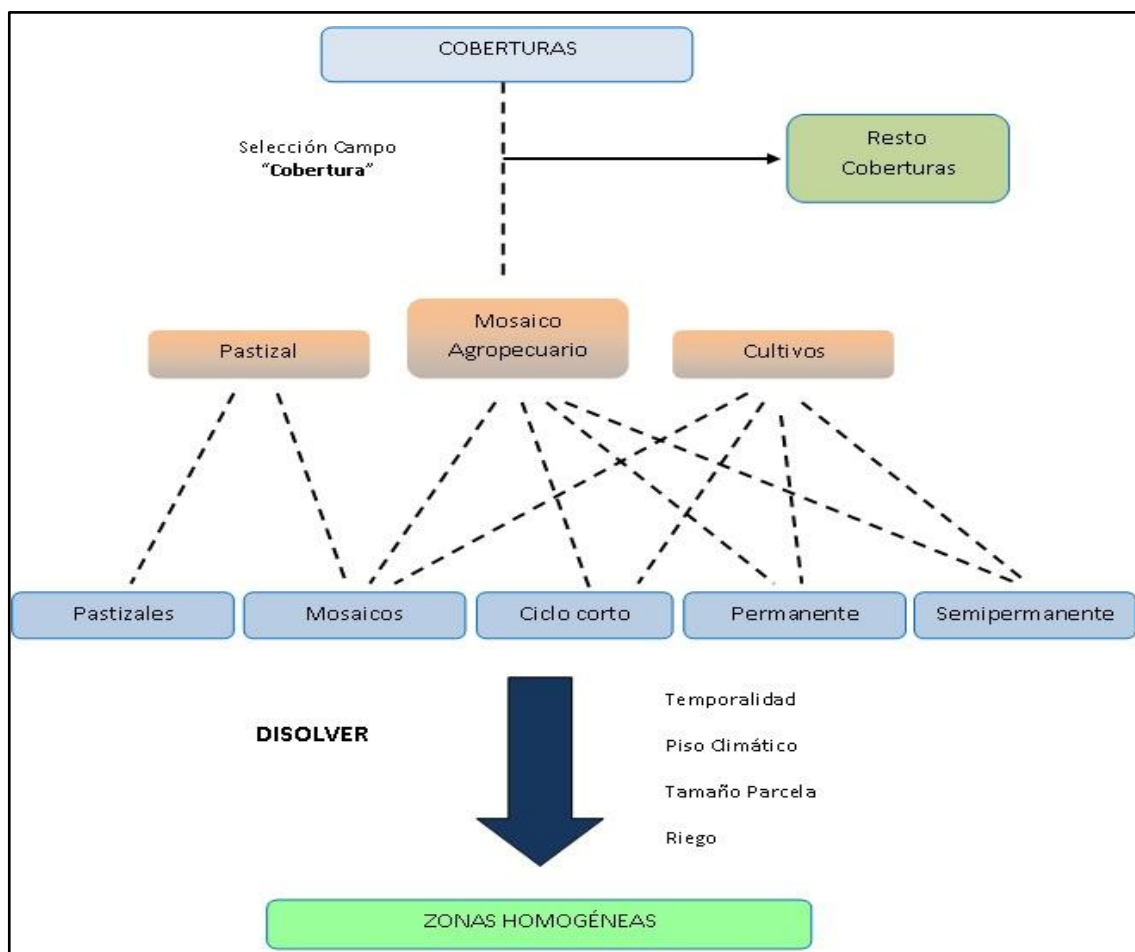 COBERTURAS
Selección Campo
“Cobertura”
Resto
Coberturas
Pastizal
Mosaico
Agropecuario
Cultivos
Pastizales
Mosaicos
Ciclo corto
Permanente
Semipermanente
DISOLVER
Temporalidad
Piso Climático
Tamaño Parcela
Riego
ZONAS HOMOGÉNEAS